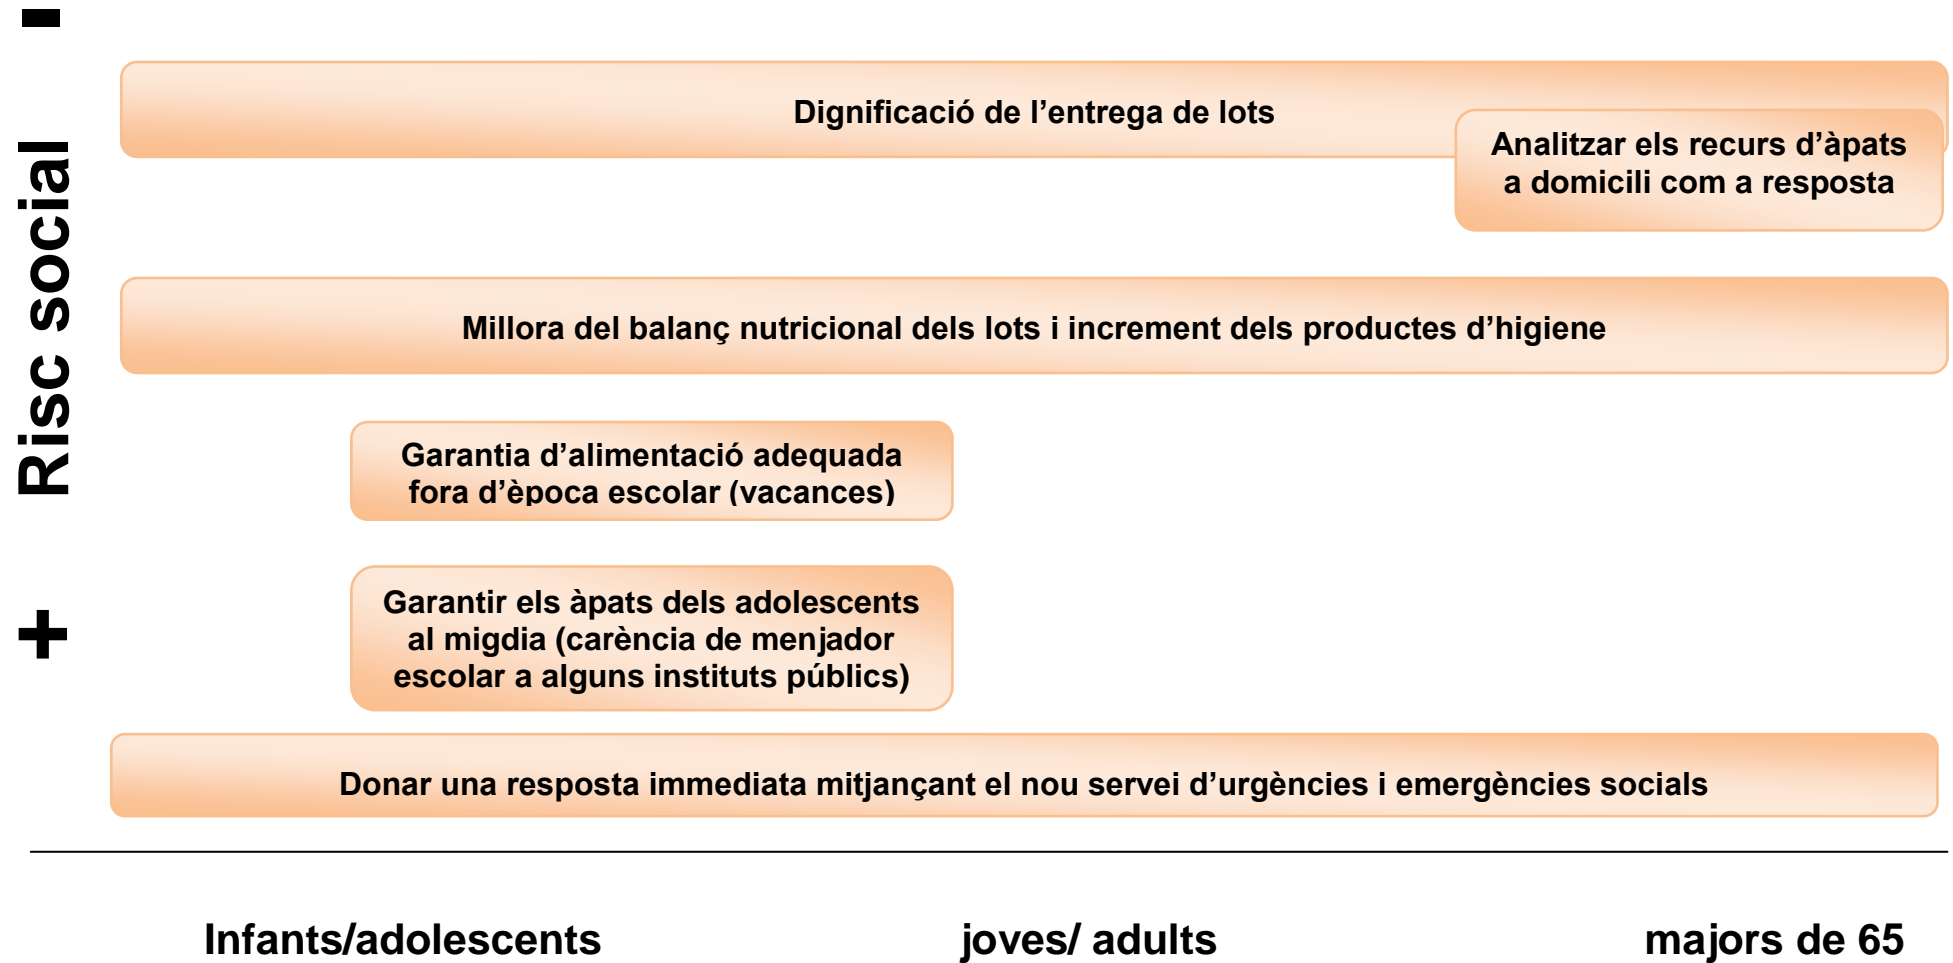 -
Risc social
+
Dignificació de l’entrega de lots
Analitzar els recurs d’àpats
a domicili com a resposta
Millora del balanç nutricional dels lots i increment dels productes d’higiene
Garantia d’alimentació adequada
fora d’època escolar (vacances)
Garantir els àpats dels adolescents
al migdia (carència de menjador
escolar a alguns instituts públics)
Donar una resposta immediata mitjançant el nou servei d’urgències i emergències socials
Infants/adolescents
joves/ adults
majors de 65